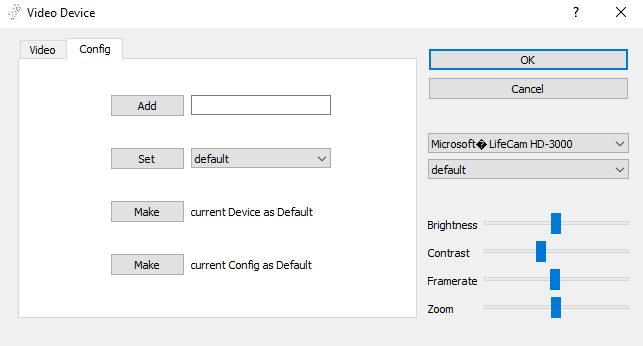 Video Device
?
Video
Config
OK
Add
Cancel
Microsoft� LifeCam HD-3000
Set
default
default
Make
current Device as Default
Brightness
Contrast
Make
current Config as Default
Framerate
Zoom